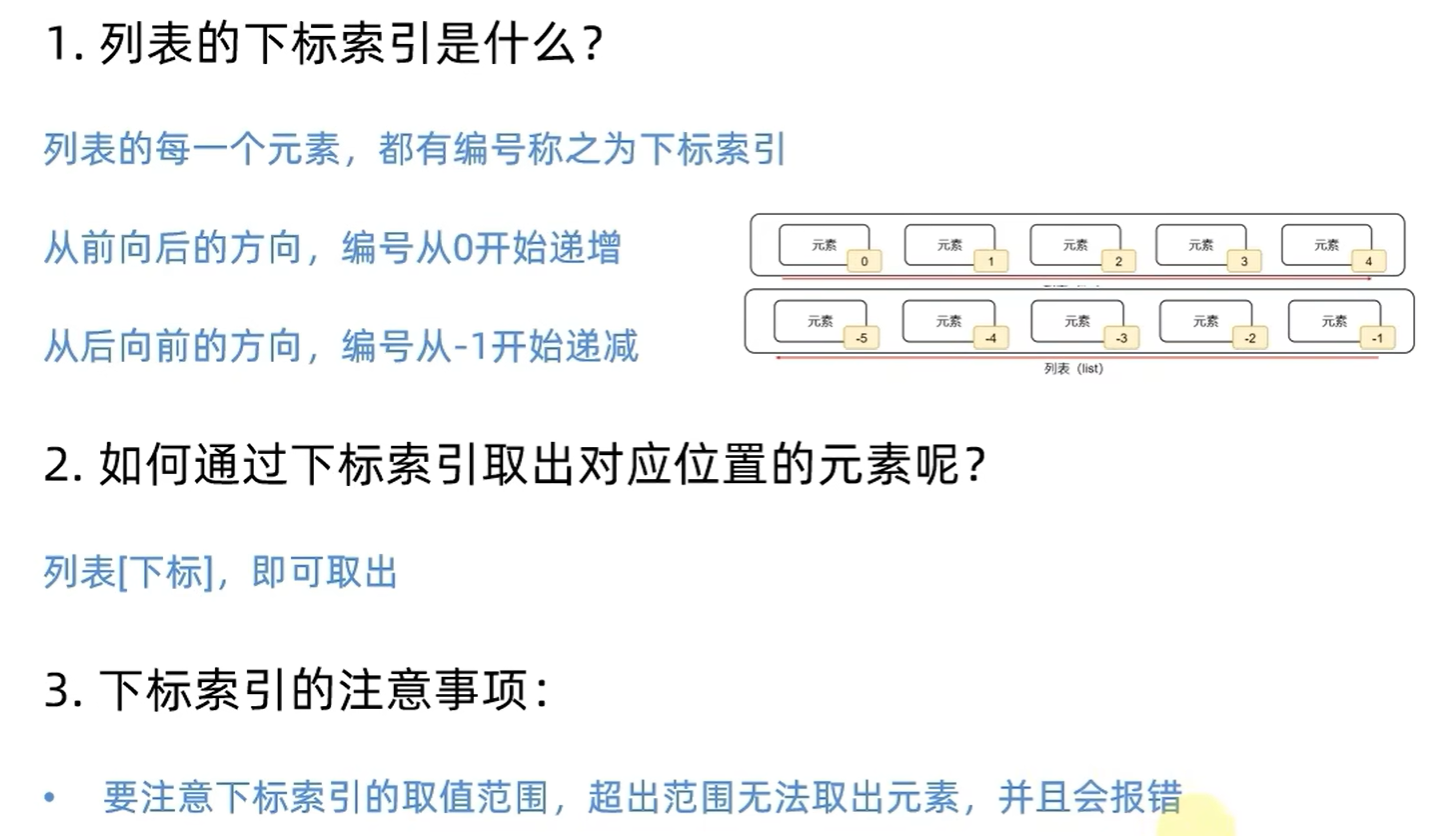 1. 列表的下标索引是什么？
列表的每一个元素，都有编号称之为下标索引
从前向后的方向，编号从0开始递增
从后向前的方向，编号从-1开始递减
元素 元素 元素 元素 元素
0 1 2 3 4
元素 元素 元素 元素 元素
-5 -4 -3 -2 -1
列表（list）
2. 如何通过下标索引取出对应位置的元素呢？
列表[下标]，即可取出
3. 下标索引的注意事项：
• 要注意下标索引的取值范围，超出范围无法取出元素，并且会报错